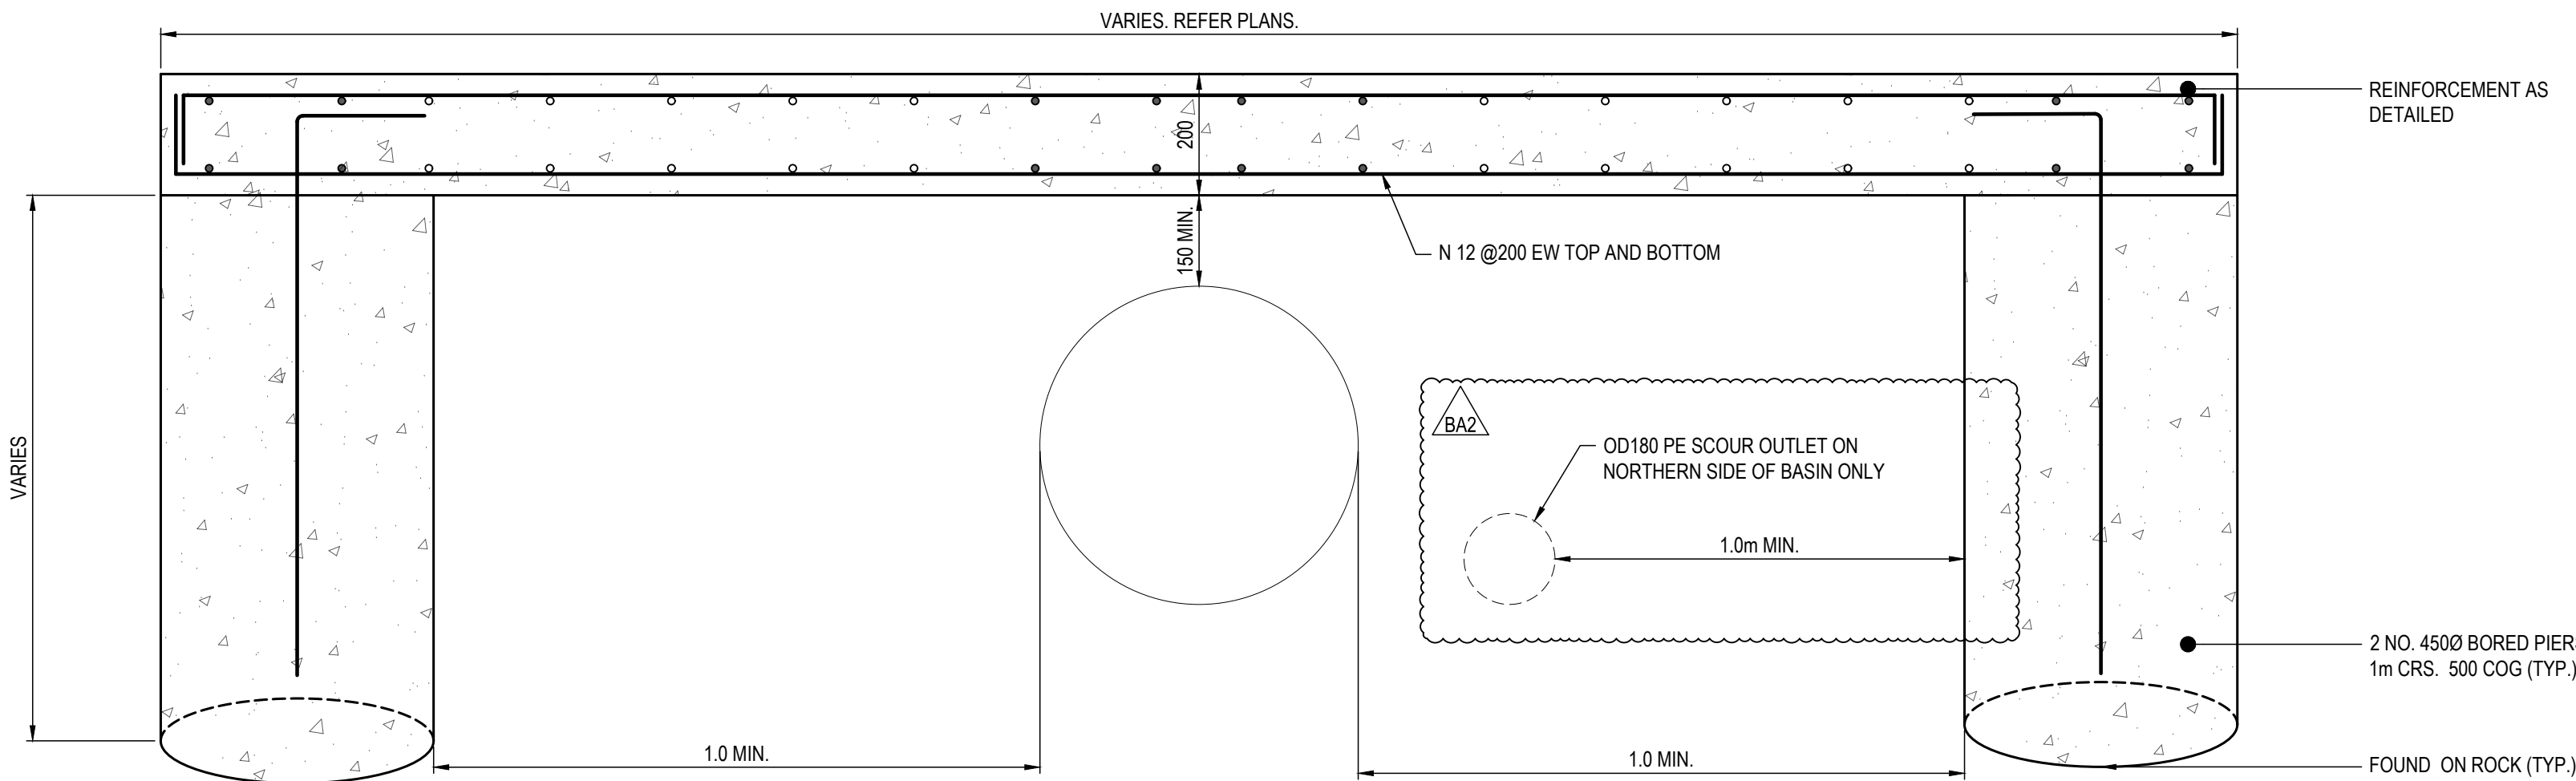 VARIES. REFER PLANS.
REINFORCEMENT AS
DETAILED
200
150 MIN.
N 12 @200 EW TOP AND BOTTOM
BA2
OD180 PE SCOUR OUTLET ON
NORTHERN SIDE OF BASIN ONLY
VARIES
1.0m MIN.
2 NO. 450Ø BORED PIER
1m CRS. 500 COG (TYP.)
1.0 MIN.
1.0 MIN.
FOUND ON ROCK (TYP.)